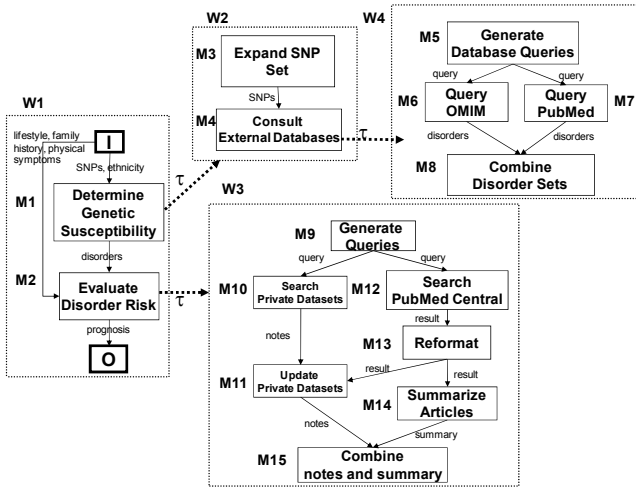 W1
lifestyle, family
history, physical
symptoms
I
SNPs, ethnicity
M1
Determine
Genetic
Susceptibility
disorders
M2
Evaluate
Disorder Risk
prognosis
O
τ
τ
W2
M3
Expand SNP
Set
SNPs
M4
Consult
External Databases
τ
W4
M5
Generate
Database Queries
query
query
M6
Query
OMIM
Query
PubMed
M7
disorders
disorders
M8
Combine
Disorder Sets
W3
M9
Generate
Queries
query
query
M10
Search
Private Datasets
M12
Search
PubMed Central
result
notes
M13
Reformat
result
result
M11
Update
Private Datasets
M14
Summarize
Articles
notes
summary
M15
Combine
notes and summary